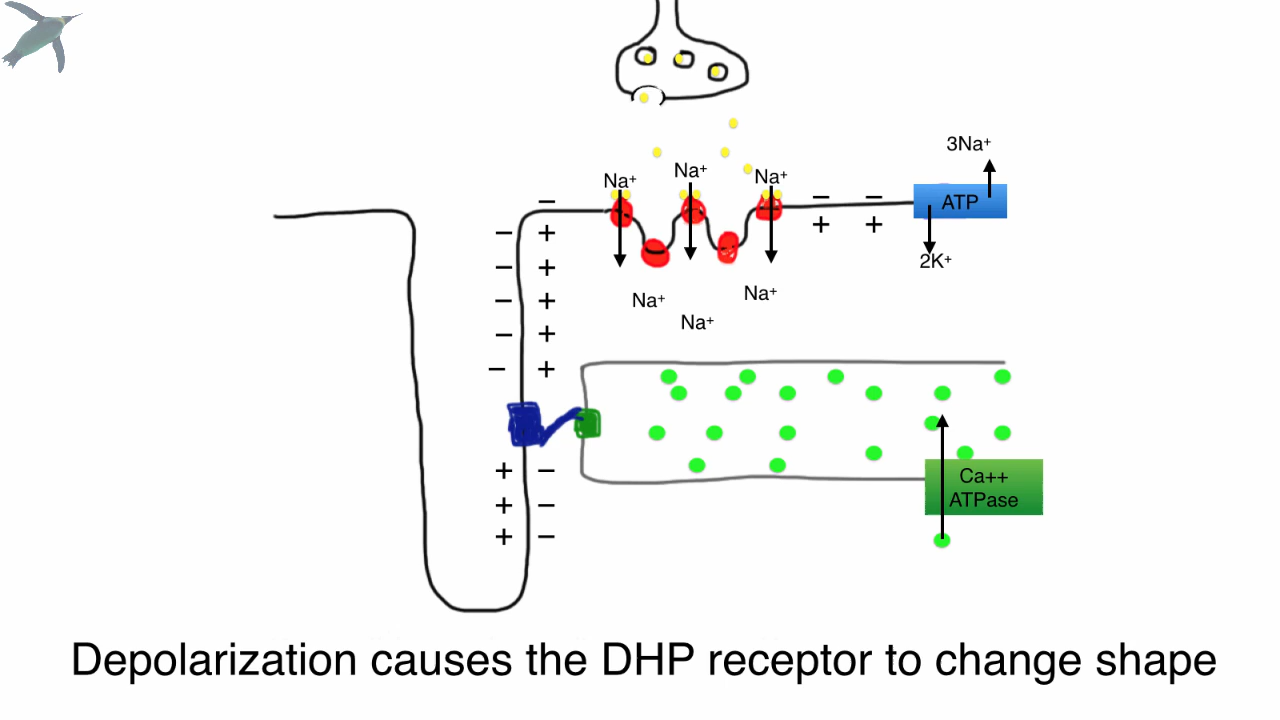 3Na⁺
Na⁺
Na⁺
Na⁺
ATP
2K⁺
Na⁺
Na⁺
Na⁺
− − −
+ +
− +
− +
− +
− +
− +
+ −
+ −
+ −
Ca++
ATPase
Depolarization causes the DHP receptor to change shape